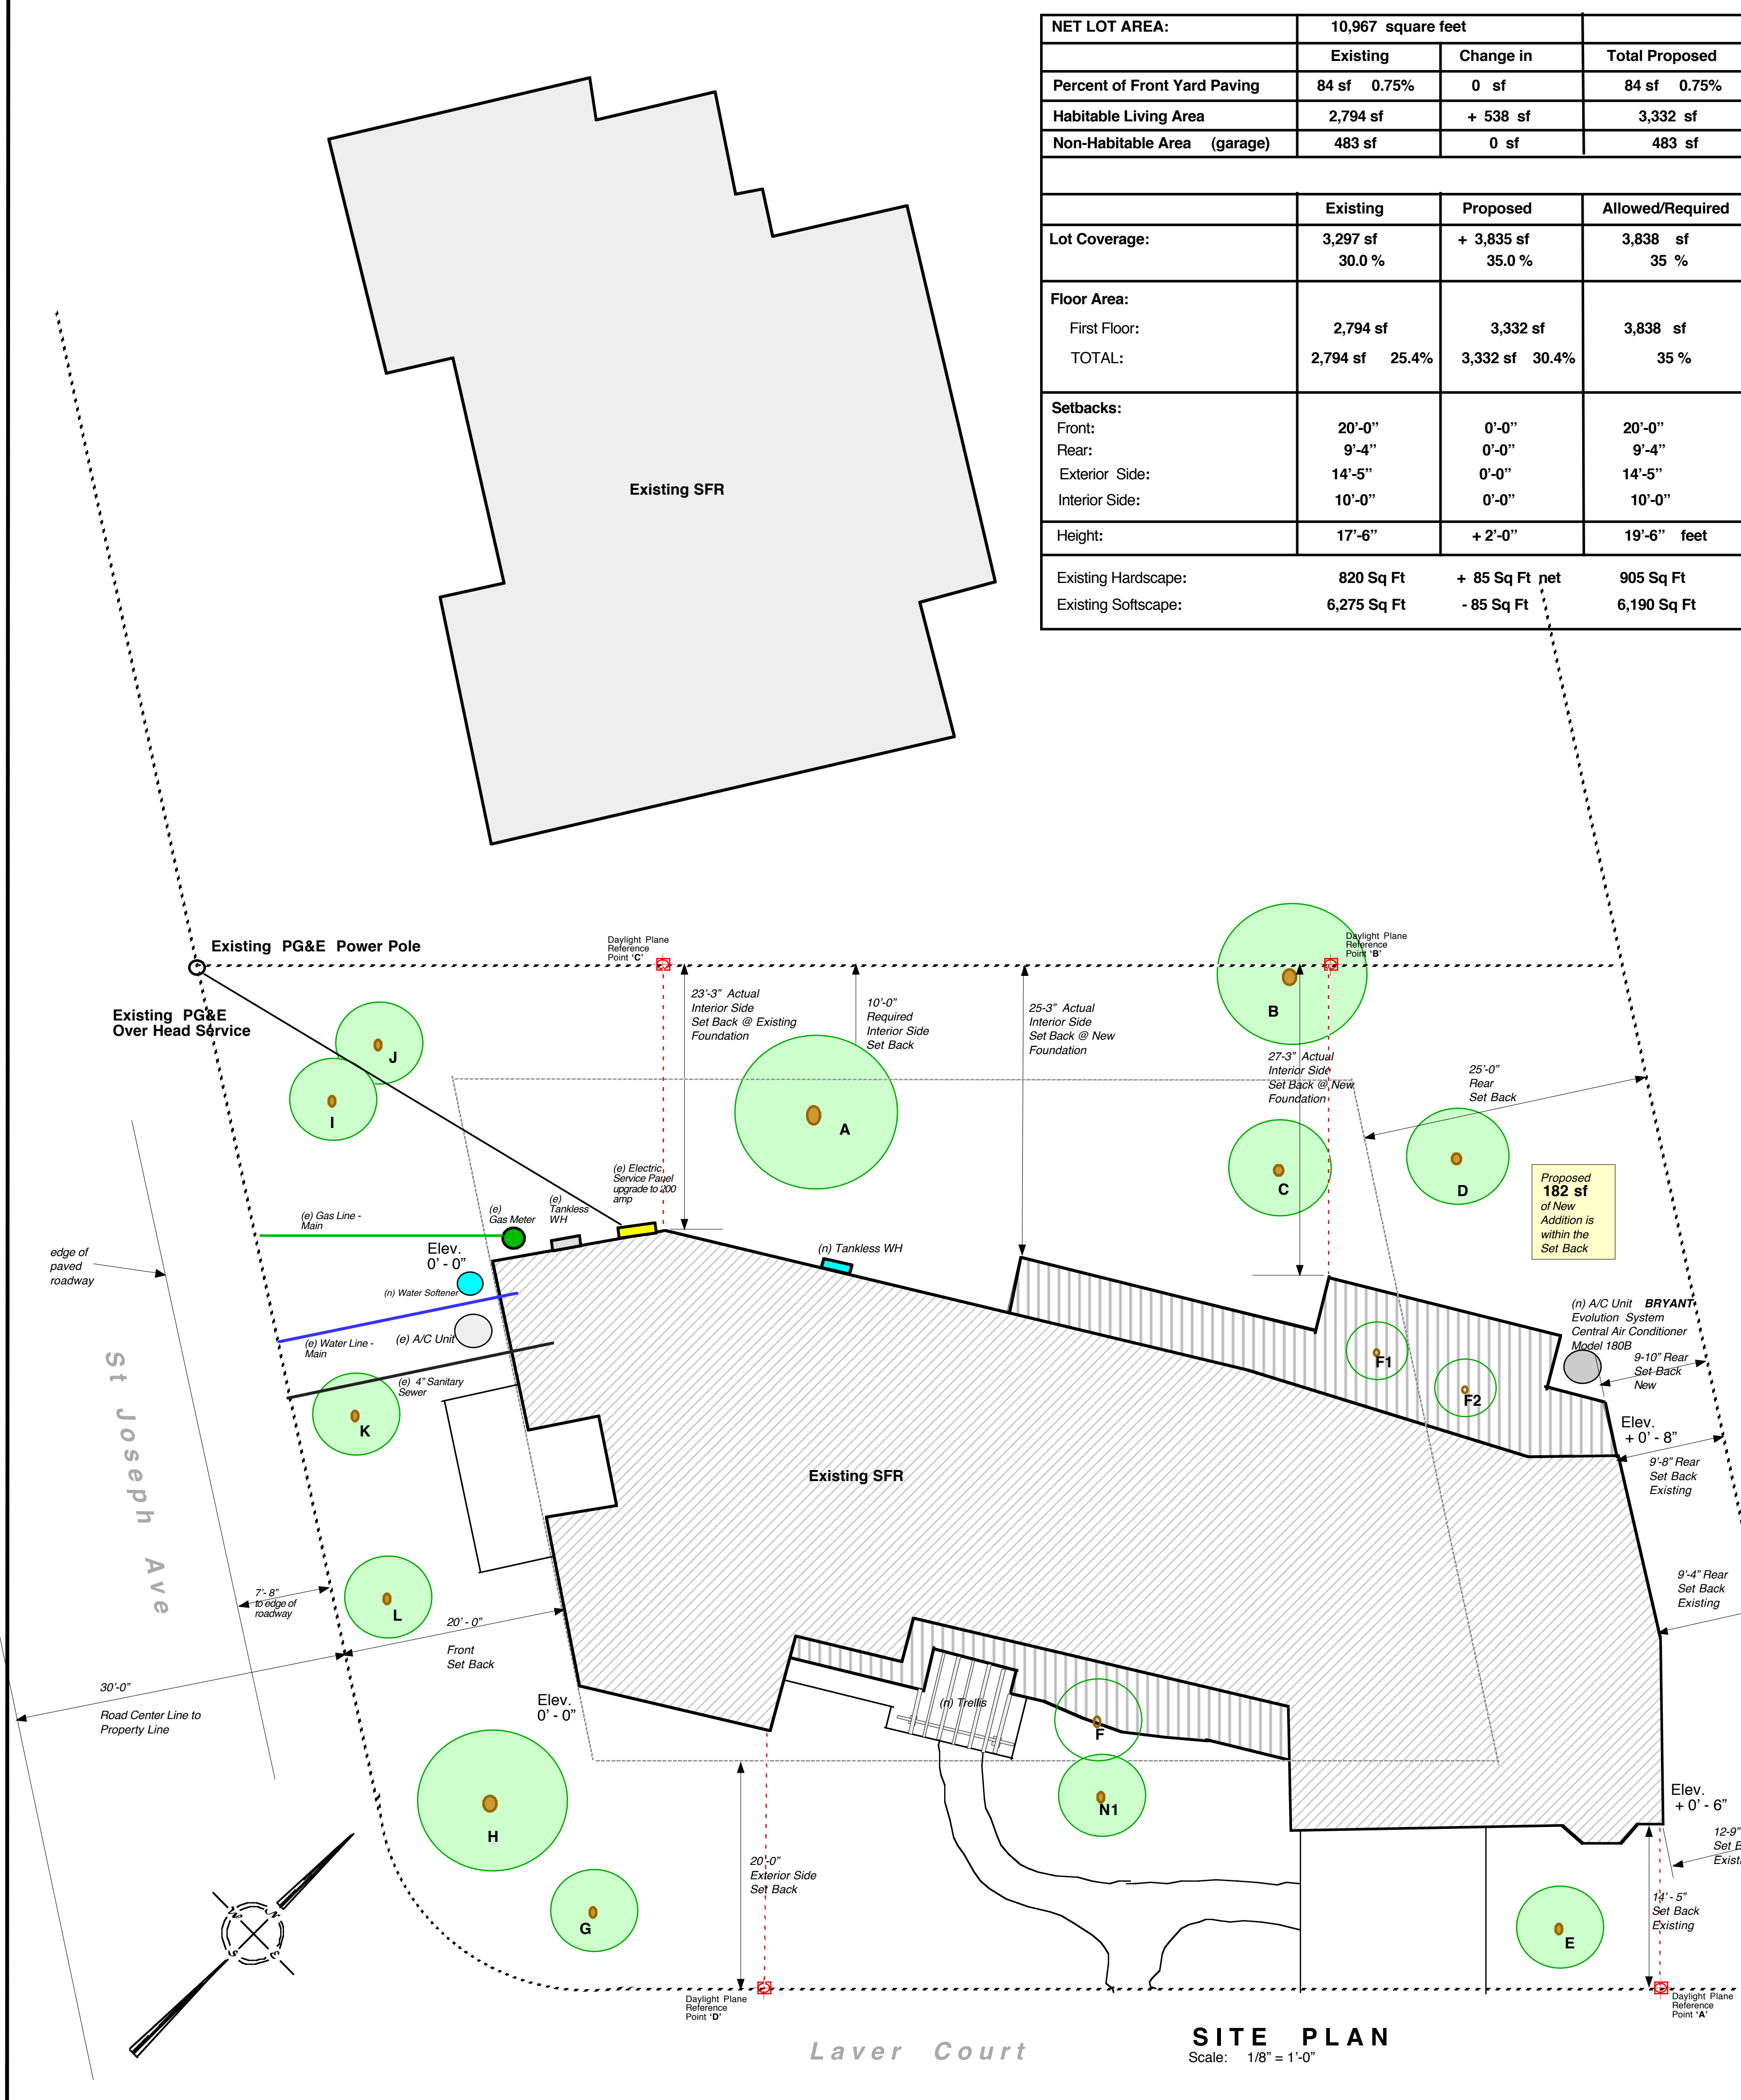 NET LOT AREA: 10,967 square feet
Existing Change in Total Proposed
Percent of Front Yard Paving 84 sf 0.75% 0 sf 84 sf 0.75%
Habitable Living Area 2,794 sf + 538 sf 3,332 sf
Non-Habitable Area (garage) 483 sf 0 sf 483 sf
Existing Proposed Allowed/Required
Lot Coverage: 3,297 sf + 3,835 sf 3,838 sf
30.0 % 35.0 % 35 %
Floor Area:
First Floor: 2,794 sf 3,332 sf 3,838 sf
TOTAL: 2,794 sf 25.4% 3,332 sf 30.4% 35 %
Setbacks:
Front: 20'-0” 0'-0” 20'-0”
Rear: 9'-4” 0'-0” 9'-4”
Exterior Side: 14'-5” 0'-0” 14'-5”
Interior Side: 10'-0” 0'-0” 10'-0”
Height: 17'-6” + 2'-0” 19'-6” feet
Existing Hardscape: 820 Sq Ft + 85 Sq Ft net 905 Sq Ft
Existing Softscape: 6,275 Sq Ft - 85 Sq Ft 6,190 Sq Ft
Existing SFR
Existing PG&E Power Pole
Existing PG&E
Over Head Service
Daylight Plane
Reference
Point 'C'
Daylight Plane
Reference
Point 'B'
23'-3” Actual
Interior Side
Set Back @ Existing
Foundation
10'-0”
Required
Interior Side
Set Back
25-3” Actual
Interior Side
Set Back @ New
Foundation
B
27-3” Actual
Interior Side
Set Back @ New
Foundation
25'-0”
Rear
Set Back
J
I
A
C
D
Proposed
182 sf
of New
Addition is
within the
Set Back
(e) Electric
Service Panel
upgrade to 200
amp
(e)
Tankless
WH
(e)
Gas Meter
(e) Gas Line -
Main
Elev.
0' - 0”
edge of
paved
roadway
(n) Tankless WH
(n) Water Softener
(e) Water Line -
Main
(e) A/C Unit
(e) 4” Sanitary
Sewer
K
(n) A/C Unit BRYANT
Evolution System
Central Air Conditioner
Model 180B
9-10” Rear
Set Back
New
F1
F2
Elev.
+ 0' - 8”
9'-8” Rear
Set Back
Existing
St Joseph Ave
Existing SFR
9'-4” Rear
Set Back
Existing
7'- 8”
to edge of
roadway
L
20' - 0”
Front
Set Back
30'-0”
Road Center Line to
Property Line
Elev.
0' - 0”
(n) Trellis
F
N1
H
G
20'-0”
Exterior Side
Set Back
Elev.
+ 0' - 6”
12-9”
Set B
Existi
14' - 5”
Set Back
Existing
E
N
W
S
E
Daylight Plane
Reference
Point 'D'
Daylight Plane
Reference
Point 'A'
Laver Court
SITE PLAN
Scale: 1/8” = 1'-0”